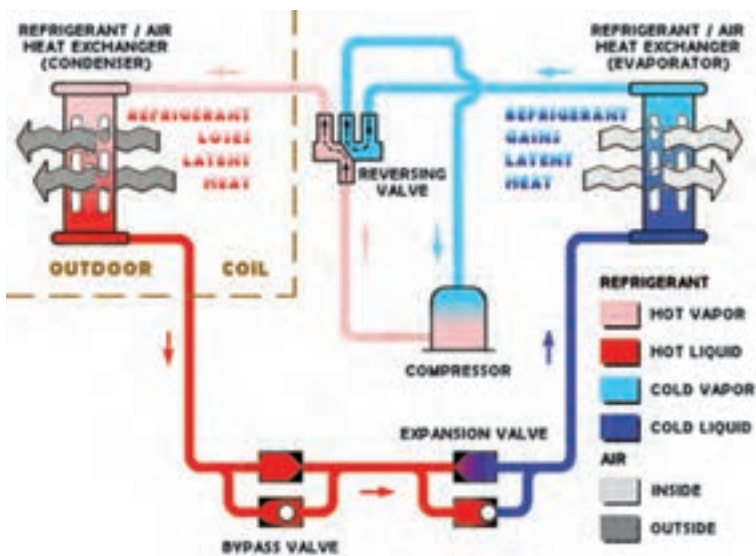 REFRIGERANT / AIR
HEAT EXCHANGER
(CONDENSER)
REFRIGERANT / AIR
HEAT EXCHANGER
(EVAPORATOR)
REFRIGERANT
LOSES
LATENT
HEAT
REFRIGERANT
GAINS
LATENT
HEAT
REVERSING
VALVE
OUTDOOR COIL
COMPRESSOR
EXPANSION VALVE
BYPASS VALVE
REFRIGERANT
HOT VAPOR
HOT LIQUID
COLD VAPOR
COLD LIQUID
AIR
INSIDE
OUTSIDE